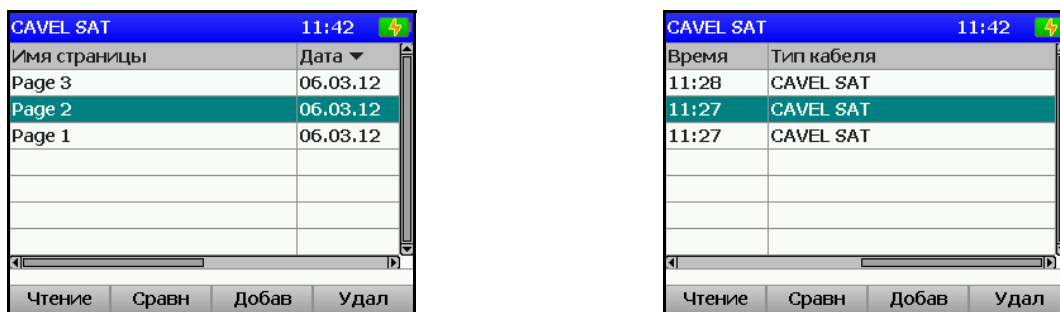 CAVEL SAT 11:42
Имя страницы Дата
Page 3 06.03.12
Page 2 06.03.12
Page 1 06.03.12
Чтение Сравн Добав Удал
CAVEL SAT 11:42
Время Тип кабеля
11:28 CAVEL SAT
11:27 CAVEL SAT
11:27 CAVEL SAT
Чтение Сравн Добав Удал